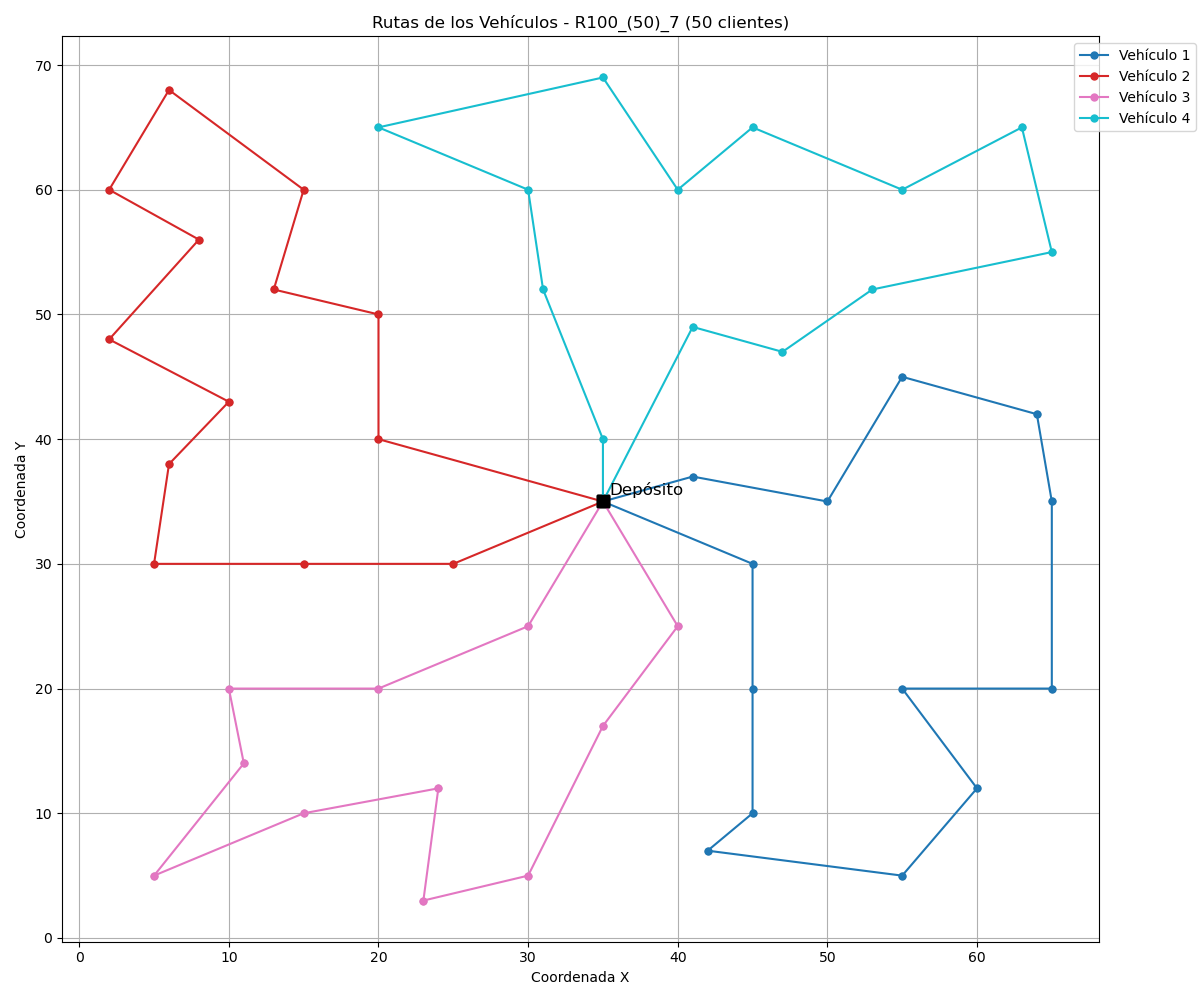 Rutas de los Vehículos - R100_(50)_7 (50 clientes)
Vehículo 1
Vehículo 2
Vehículo 3
Vehículo 4
Depósito
Coordenada Y
70
60
50
40
30
20
10
0
0 10 20 30 40 50 60
Coordenada X